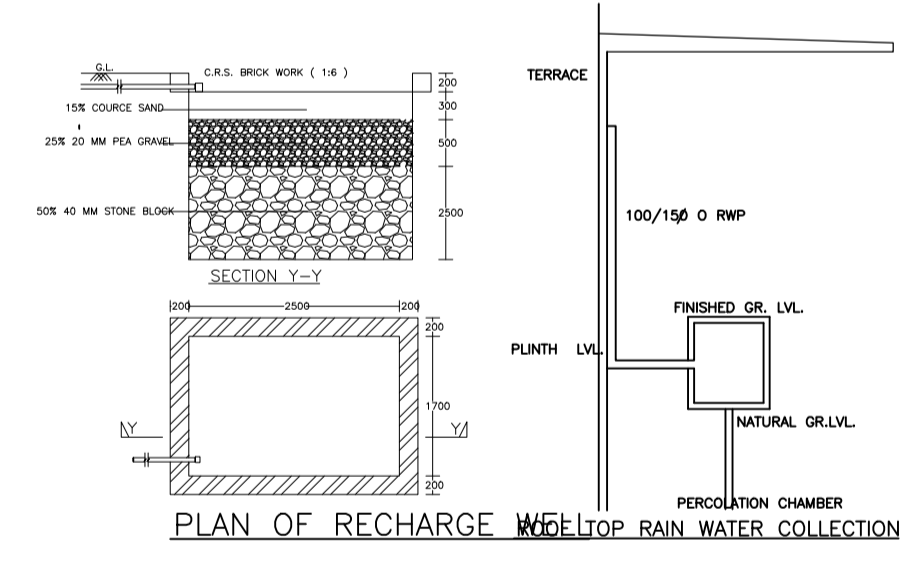 G.L.
C.R.S. BRICK WORK ( 1:6 )
200
300
15% COURCE SAND
25% 20 MM PEA GRAVEL
500
50% 40 MM STONE BLOCK
2500
SECTION Y-Y
200
2500
200
200
1700
Y
Y
200
PLAN OF RECHARGE WELL
TERRACE
100/150 O RWP
FINISHED GR. LVL.
PLINTH LVL.
NATURAL GR.LVL.
PERCOLATION CHAMBER
ROOF TOP RAIN WATER COLLECTION